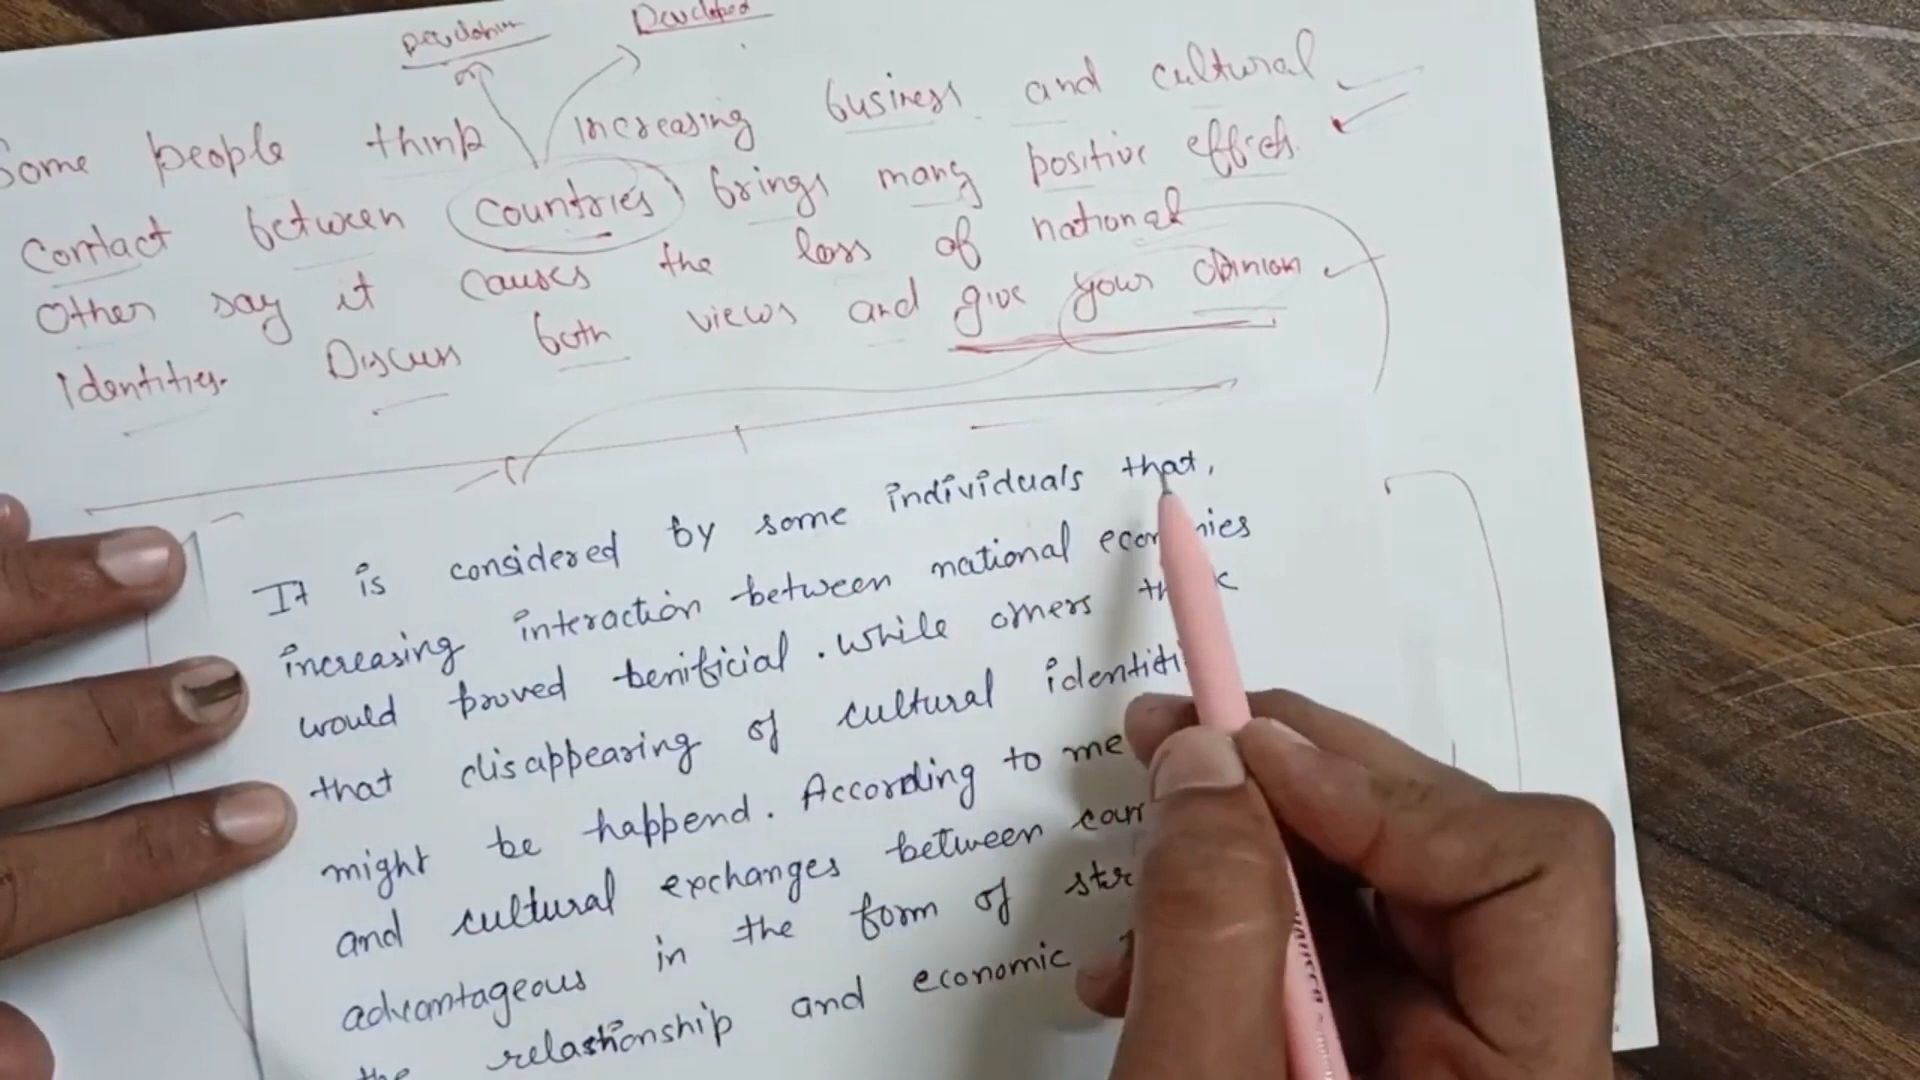 Developed
Some people think increasing business and cultural
Contact between countries brings many positive effects.
Other say it causes the loss of national
identities. Discuss both views and give your opinion
It is considered by some individuals that,
increasing interaction between national economies
would proved benificial. While others think
that disappearing of cultural identiti
might be happend. According to me
and cultural exchanges between
advantageous in the form of
the relationship and economic